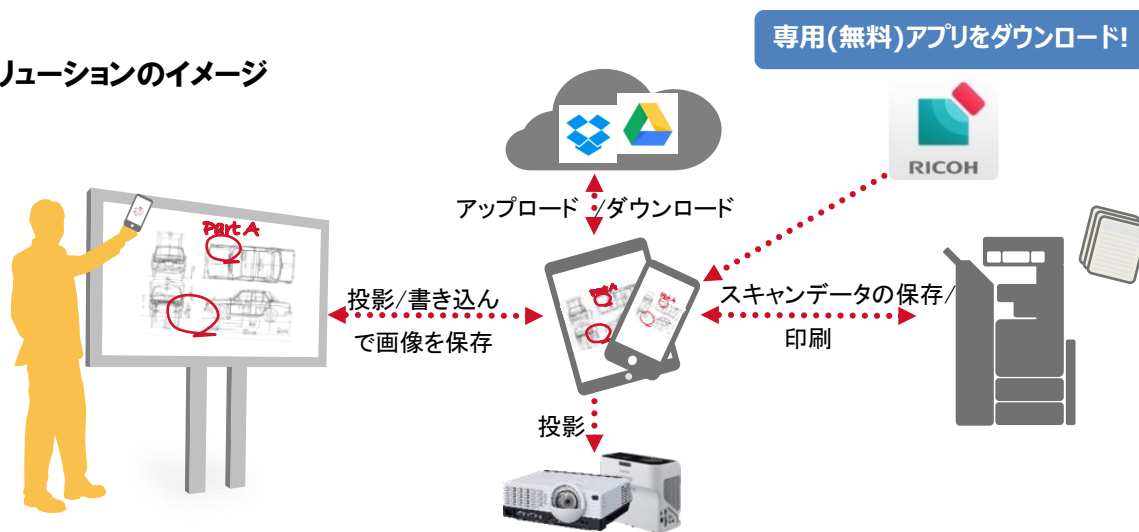 専用(無料)アプリをダウンロード!
リューションのイメージ
RICOH
アップロード /ダウンロード
Part A
投影/書き込ん
で画像を保存
Part A
スキャンデータの保存/
印刷
投影